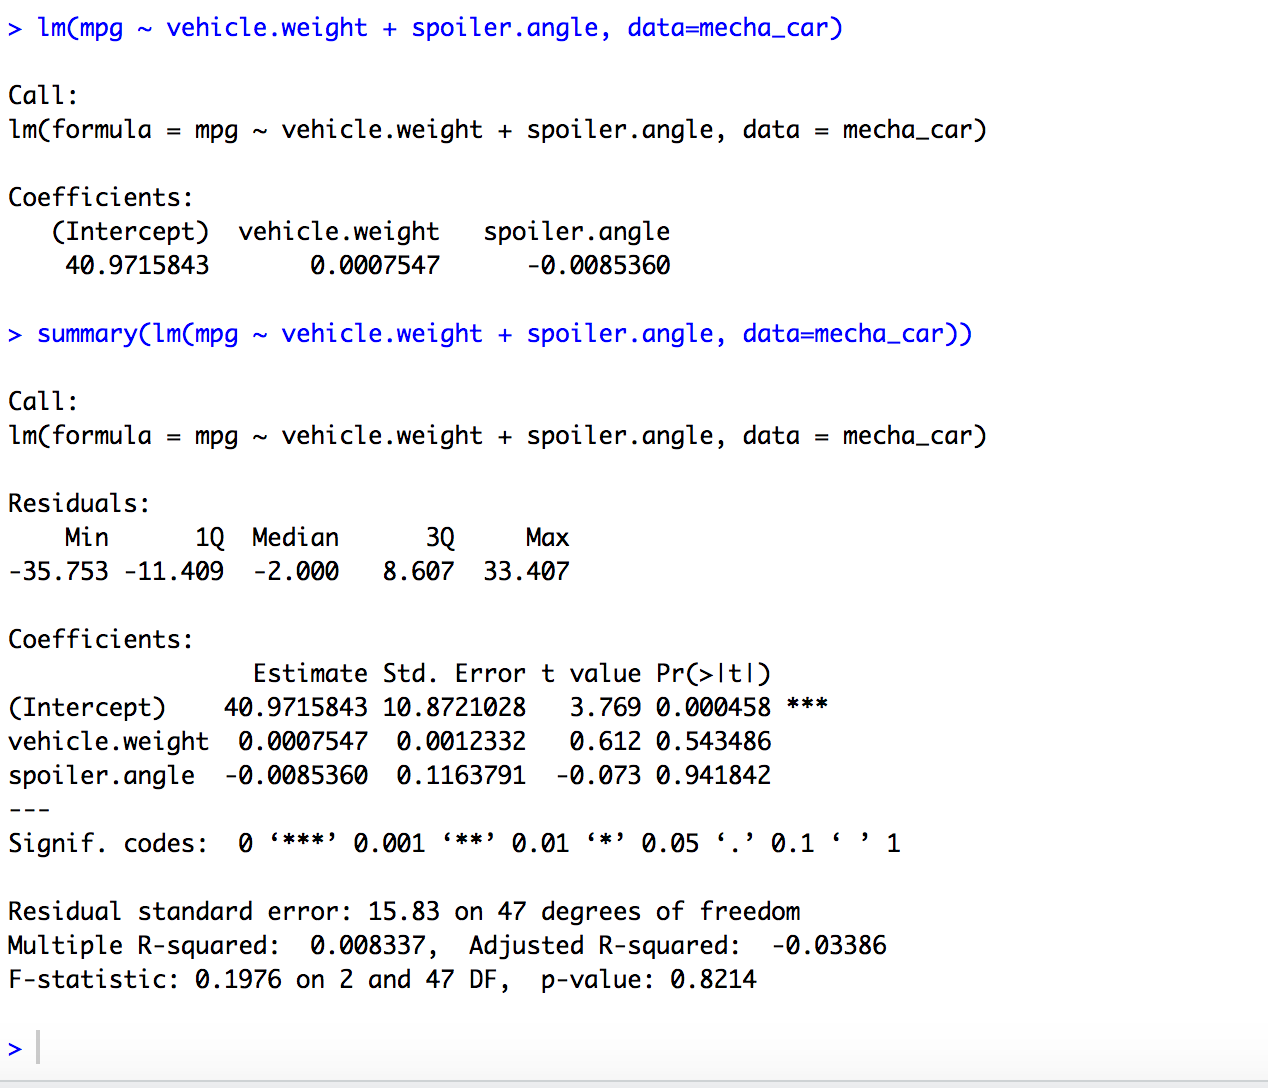 > lm(mpg ~ vehicle.weight + spoiler.angle, data=mecha_car)
Call:
lm(formula = mpg ~ vehicle.weight + spoiler.angle, data = mecha_car)
Coefficients:
   (Intercept)  vehicle.weight   spoiler.angle
    40.9715843       0.0007547      -0.0085360
> summary(lm(mpg ~ vehicle.weight + spoiler.angle, data=mecha_car))
Call:
lm(formula = mpg ~ vehicle.weight + spoiler.angle, data = mecha_car)
Residuals:
    Min      1Q  Median      3Q     Max
-35.753 -11.409  -2.000   8.607  33.407
Coefficients:
                 Estimate Std. Error t value Pr(>|t|)
(Intercept)    40.9715843 10.8721028   3.769 0.000458 ***
vehicle.weight  0.0007547  0.0012332   0.612 0.543486
spoiler.angle  -0.0085360  0.1163791  -0.073 0.941842
---
Signif. codes:  0 ‘***’ 0.001 ‘**’ 0.01 ‘*’ 0.05 ‘.’ 0.1 ‘ ’ 1
Residual standard error: 15.83 on 47 degrees of freedom
Multiple R-squared:  0.008337,	Adjusted R-squared:  -0.03386
F-statistic: 0.1976 on 2 and 47 DF,  p-value: 0.8214
>